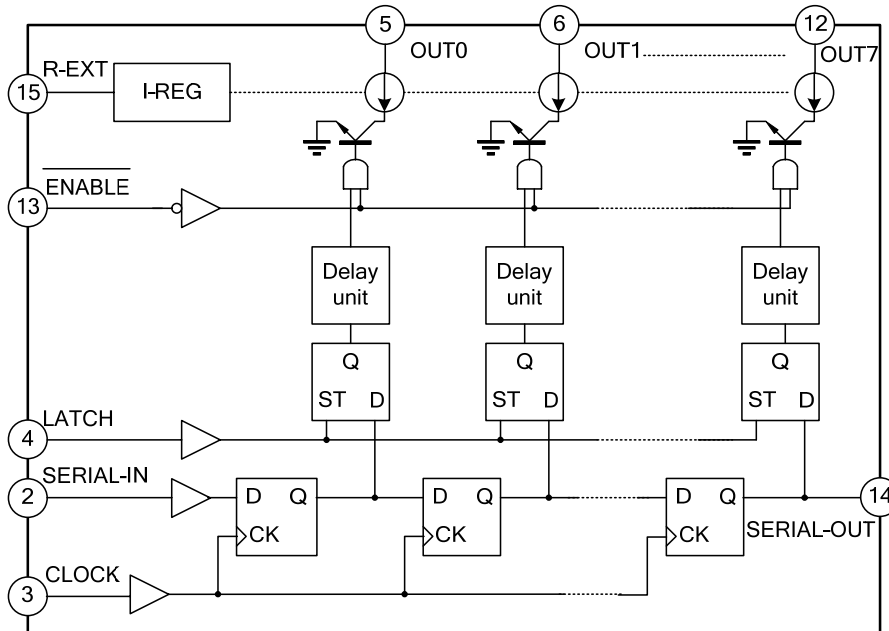 5 6 12
OUT0 OUT1 OUT7
R-EXT
15 I-REG
ENABLE
13
Delay unit Delay unit Delay unit
Q Q Q
ST D ST D ST D
LATCH
4
SERIAL-IN
2 D Q D Q D Q 14
CK CK CK SERIAL-OUT
CLOCK
3